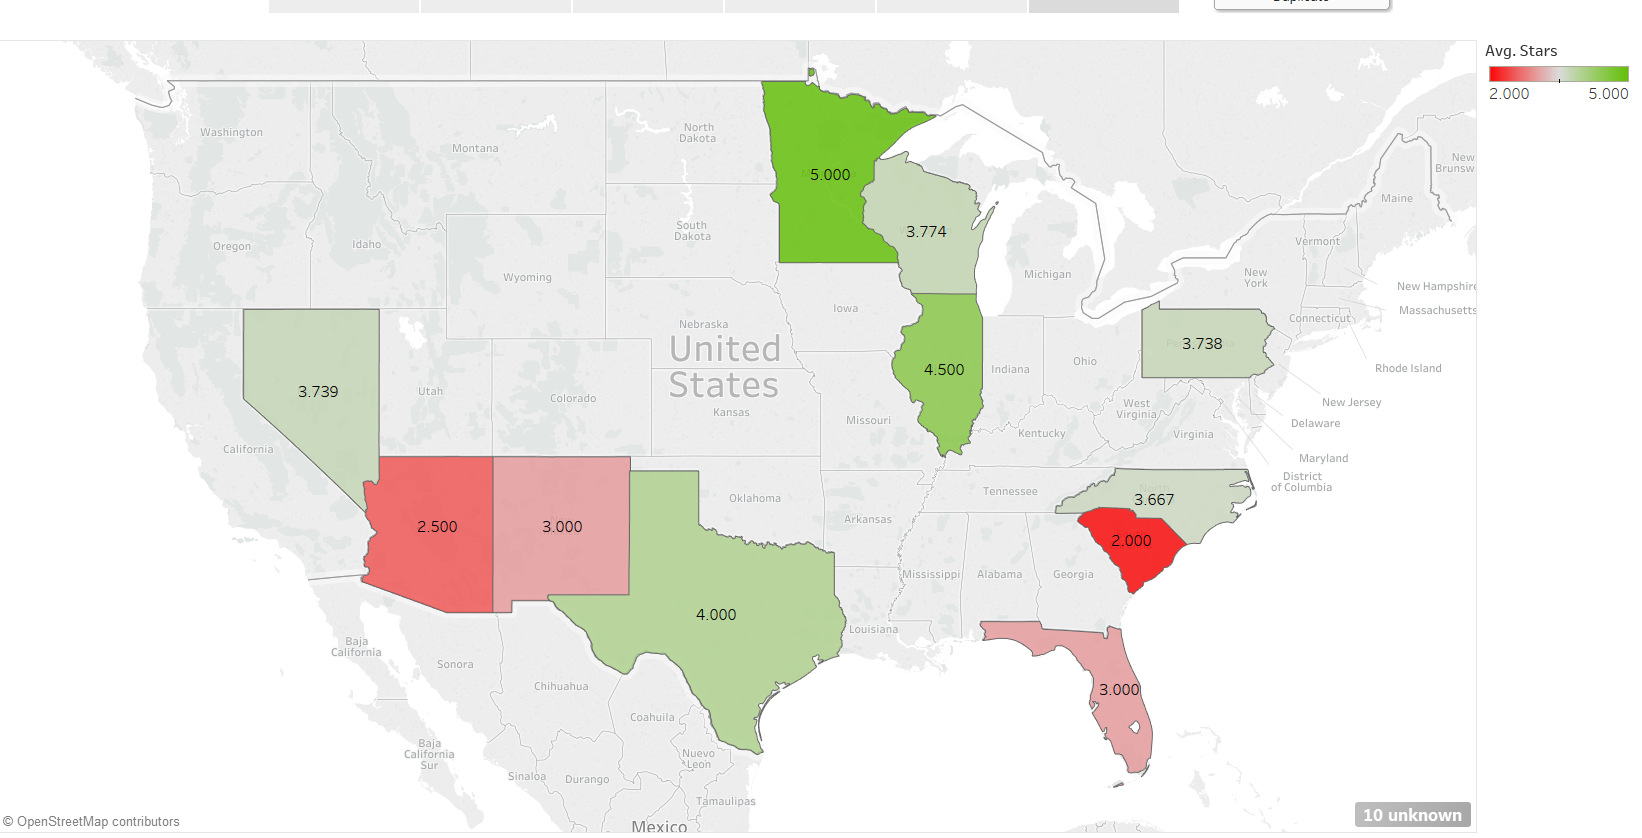 Duplicate
Avg. Stars
2.000 5.000
Washington
Montana
North
Dakota
5.000
New
Brunsw
Maine
Oregon
Idaho
South
Dakota
3.774
Vermont
Wyoming
Michigan
New
York
New Hampshire
Iowa
Massachusetts
Connecticut
Nebraska
3.738
United
States
Rhode Island
3.739
Utah
Colorado
4.500
Indiana
Ohio
Kansas
New Jersey
West
Virginia
Missouri
Delaware
Kentucky
Virginia
California
Maryland
District
of Columbia
Tennessee
North
3.667
Oklahoma
Arkansas
2.500
3.000
2.000
Mississippi
Alabama
Georgia
4.000
Louisiana
Baja
California
Sonora
Chihuahua
3.000
Coahuila
Baja
California
Sur
Nuevo
Leon
Sinaloa
Durango
Tamaulipas
Mexico
© OpenStreetMap contributors
10 unknown